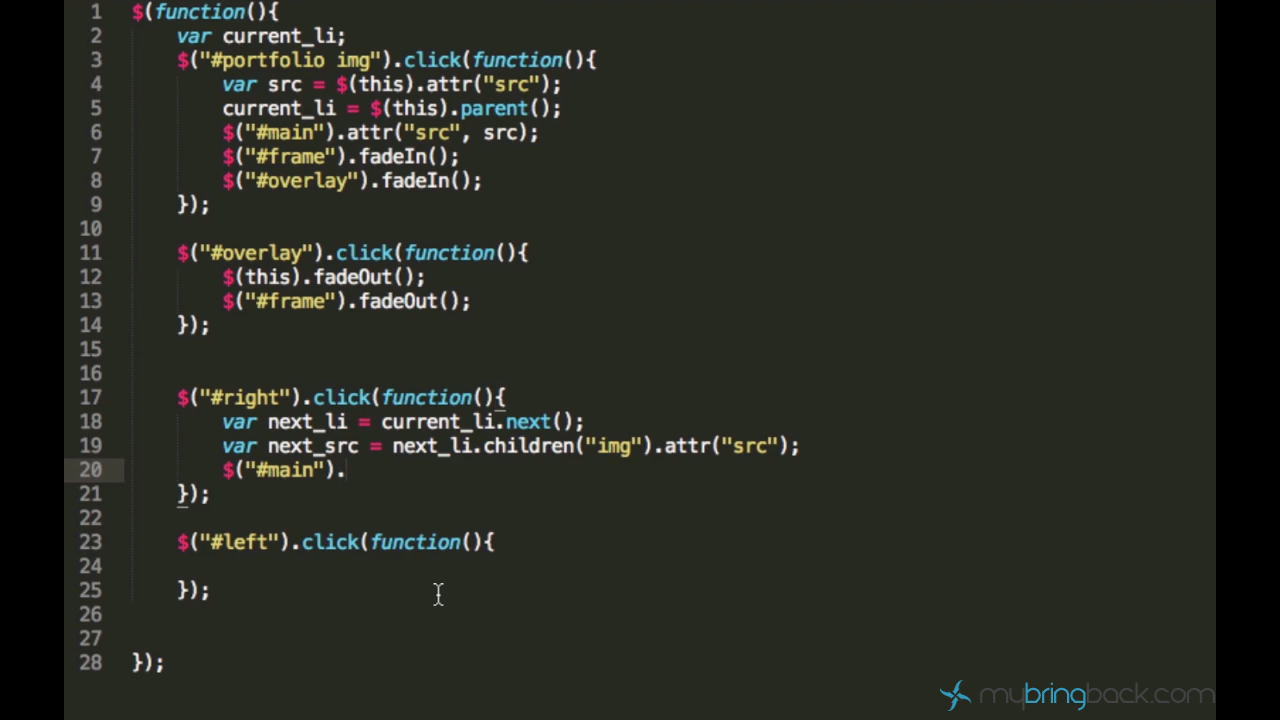 1 $(function(){
2 var current_li;
3 $("#portfolio img").click(function(){
4 var src = $(this).attr("src");
5 current_li = $(this).parent();
6 $("#main").attr("src", src);
7 $("#frame").fadeIn();
8 $("#overlay").fadeIn();
9 });
10
11 $("#overlay").click(function(){
12 $(this).fadeOut();
13 $("#frame").fadeOut();
14 });
15
16
17 $("#right").click(function(){
18 var next_li = current_li.next();
19 var next_src = next_li.children("img").attr("src");
20 $("#main").
21 });
22
23 $("#left").click(function(){
24
25 });
26
27
28 });
mybringback.com